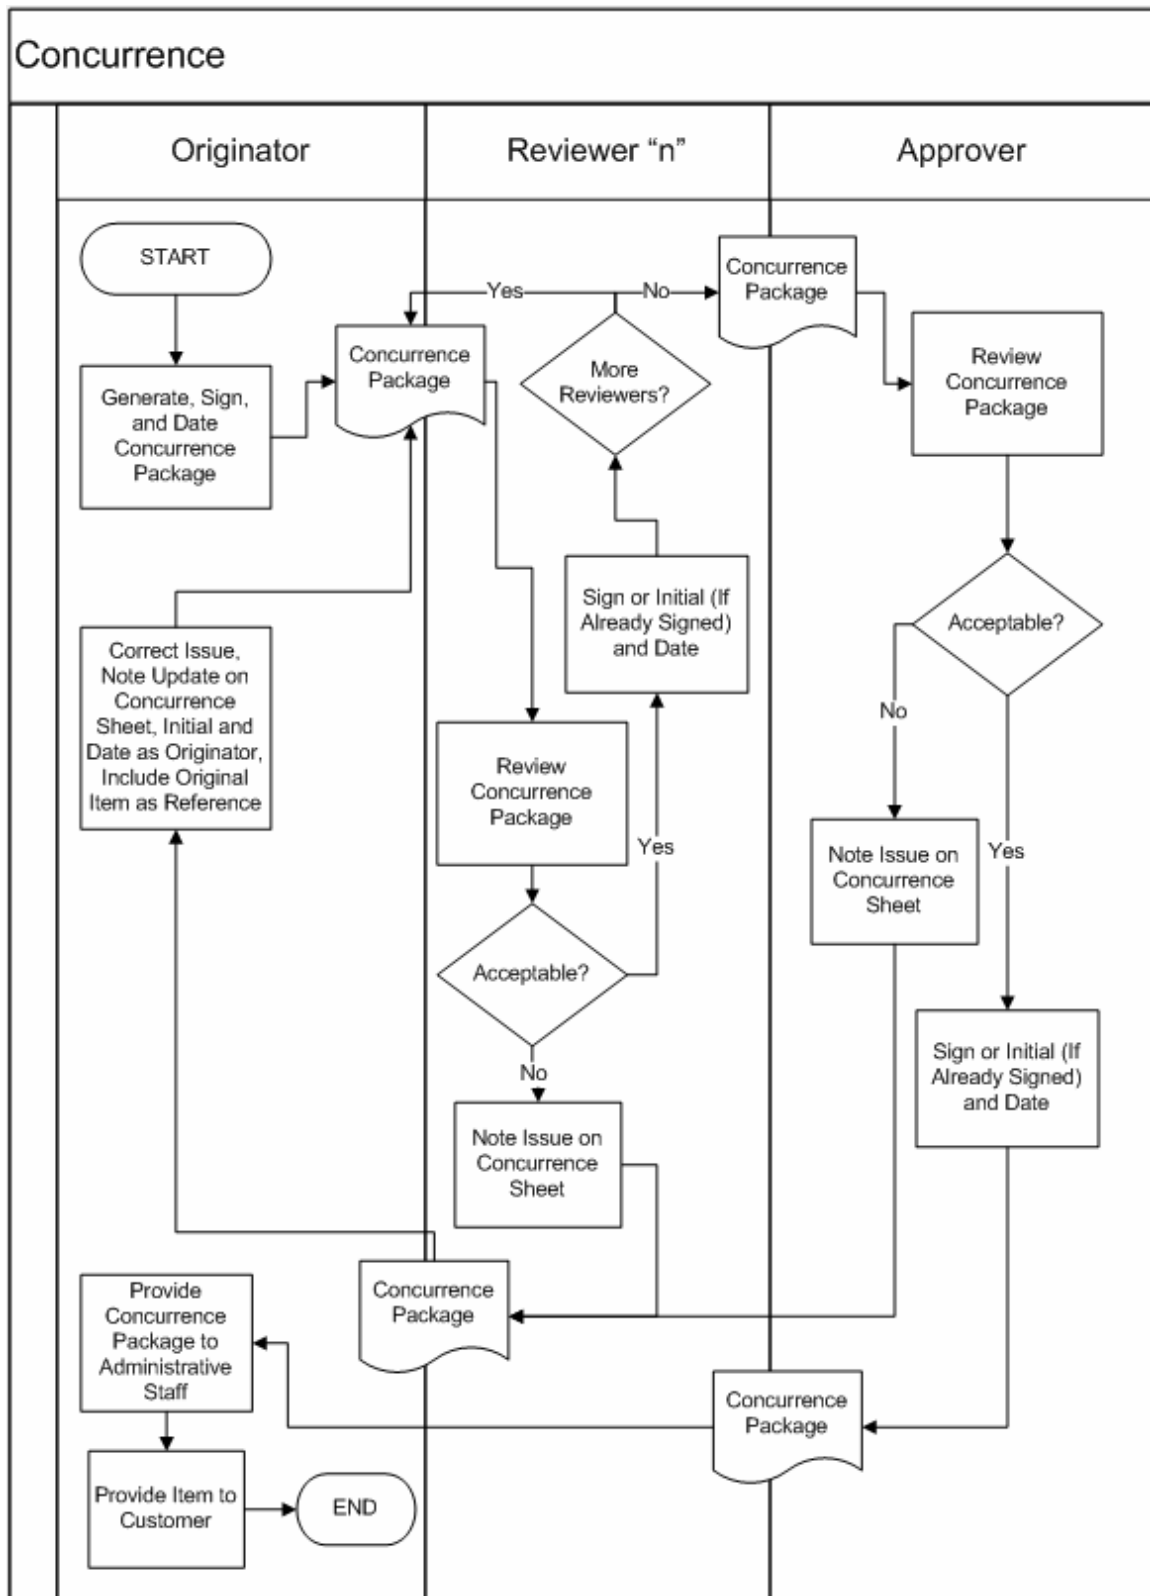 Concurrence
Originator
Reviewer “n”
Approver
START
Generate, Sign,
and Date
Concurrence
Package
Concurrence
Package
Yes
No
More
Reviewers?
Concurrence
Package
Review
Concurrence
Package
Sign or Initial (If
Already Signed)
and Date
Acceptable?
Correct Issue,
Note Update on
Concurrence
Sheet, Initial and
Date as Originator,
Include Original
Item as Reference
Review
Concurrence
Package
Yes
No
Yes
Note Issue on
Concurrence
Sheet
Acceptable?
No
Note Issue on
Concurrence
Sheet
Sign or Initial (If
Already Signed)
and Date
Concurrence
Package
Provide
Concurrence
Package to
Administrative
Staff
Concurrence
Package
Provide Item to
Customer
END